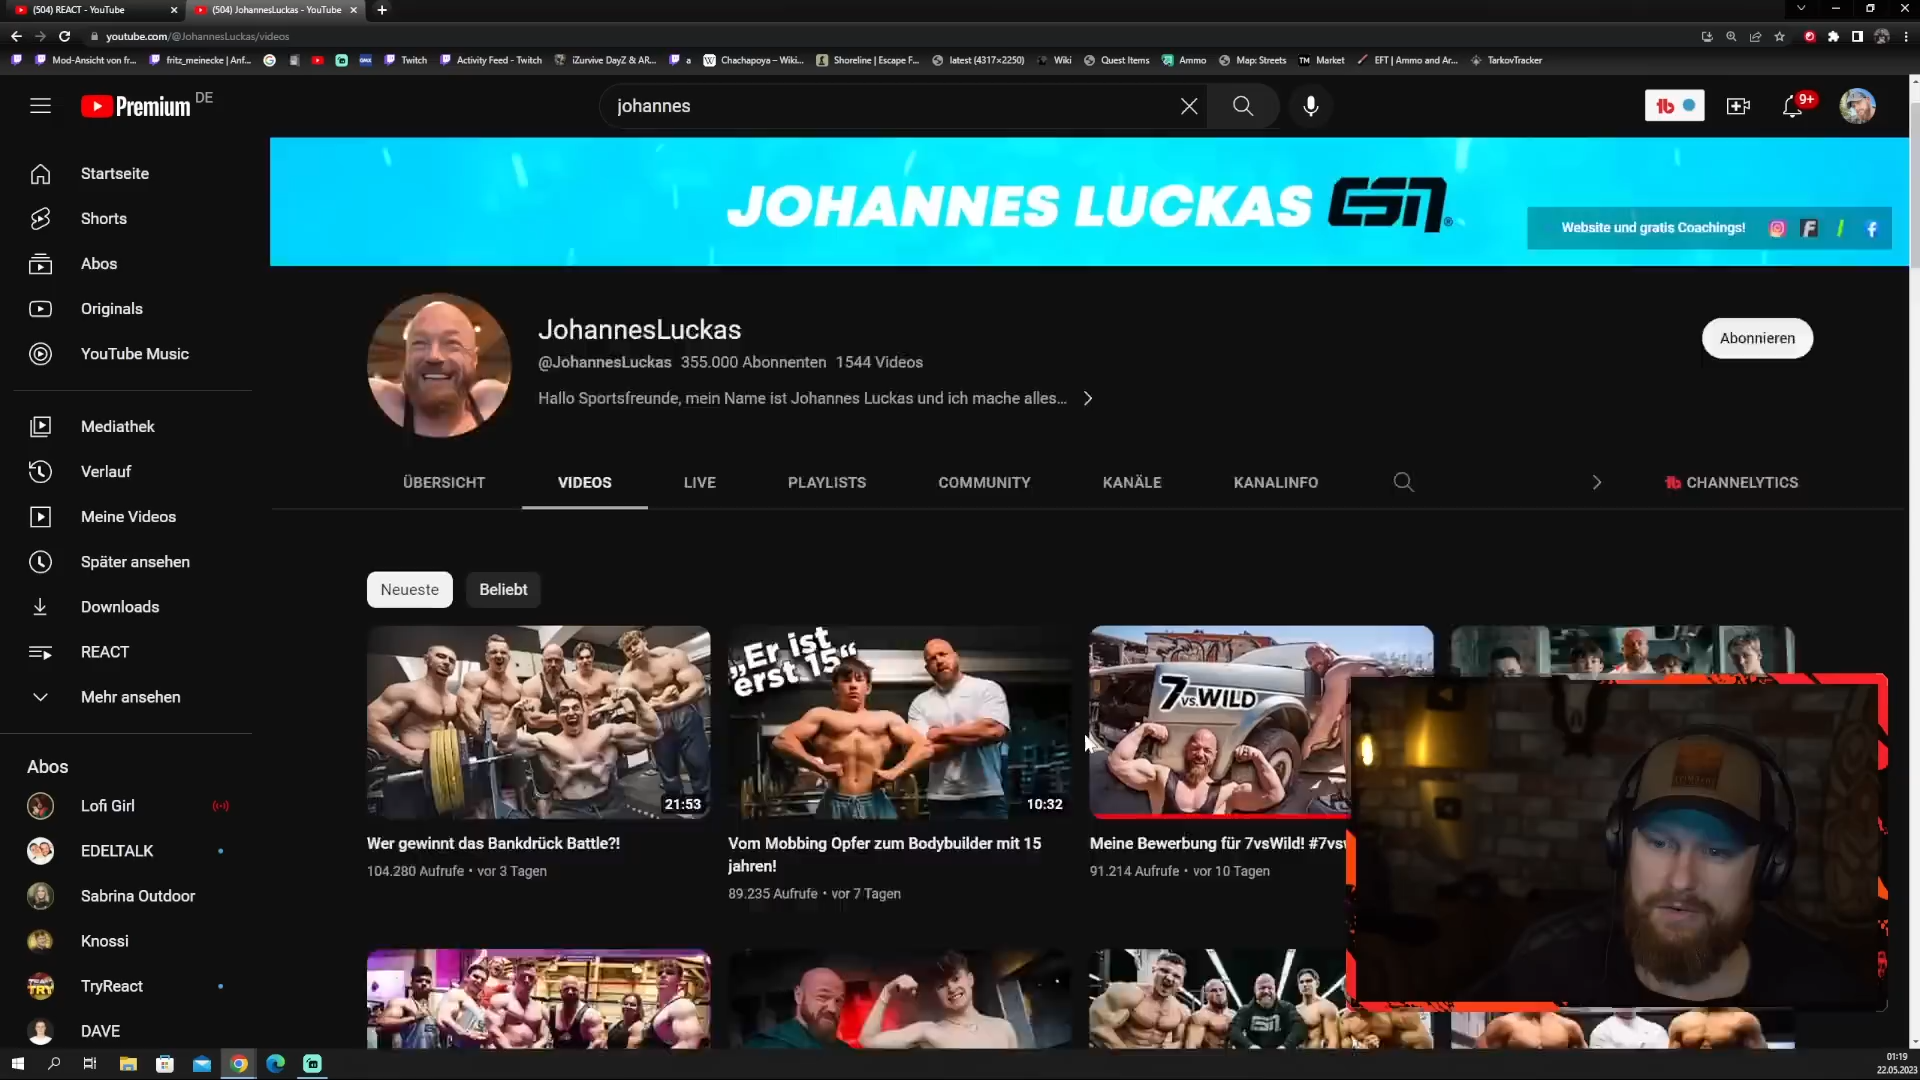 (504) REACT - YouTube
(504) JohannesLuckas - YouTube
youtube.com/@JohannesLuckas/videos
Mod-Ansicht von fr...
fritz_meinecke | Anf...
Twitch
Activity Feed - Twitch
iZurvive DayZ & AR...
a
Chachapoya – Wiki...
Shoreline | Escape F...
latest (4317×2250)
Wiki
Quest Items
Ammo
Map: Streets
TM Market
EFT | Ammo and Ar...
TarkovTracker
Premium DE
johannes
9+
Startseite
Shorts
Abos
Originals
YouTube Music
Mediathek
Verlauf
Meine Videos
Später ansehen
Downloads
REACT
Mehr ansehen
Abos
Lofi Girl
EDELTALK
Sabrina Outdoor
Knossi
TryReact
DAVE
JOHANNES LUCKAS ESN
Website und gratis Coachings!
JohannesLuckas
@JohannesLuckas 355.000 Abonnenten 1544 Videos
Hallo Sportsfreunde, mein Name ist Johannes Luckas und ich mache alles...
Abonnieren
ÜBERSICHT
VIDEOS
LIVE
PLAYLISTS
COMMUNITY
KANÄLE
KANALINFO
CHANNELYTICS
Neueste
Beliebt
21:53
„Er ist
erst 15“
10:32
7 VS. WILD
Wer gewinnt das Bankdrück Battle?!
104.280 Aufrufe • vor 3 Tagen
Vom Mobbing Opfer zum Bodybuilder mit 15
jahren!
89.235 Aufrufe • vor 7 Tagen
Meine Bewerbung für 7vsWild! #7vsw
91.214 Aufrufe • vor 10 Tagen
01:19
22.05.2023